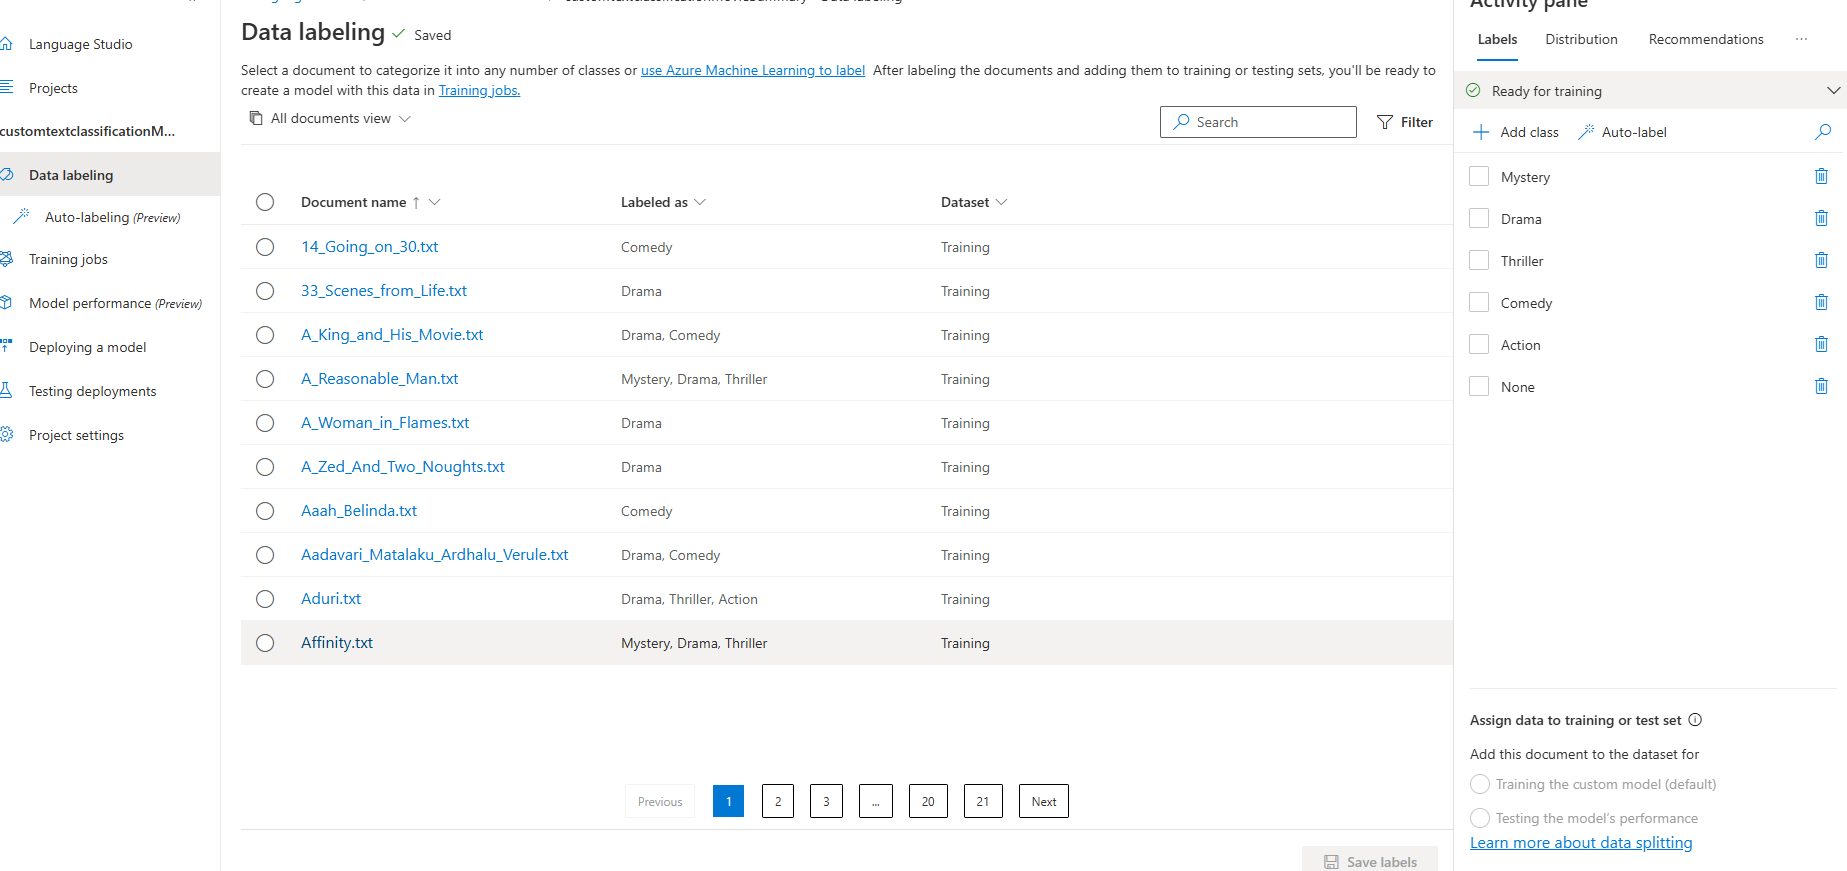 Language Studio
Projects
customtextclassificationM...
Data labeling
Auto-labeling (Preview)
Training jobs
Model performance (Preview)
Deploying a model
Testing deployments
Project settings
Data labeling
Saved
Select a document to categorize it into any number of classes or use Azure Machine Learning to label After labeling the documents and adding them to training or testing sets, you'll be ready to
create a model with this data in Training jobs.
All documents view
Search
Filter
Document name ↑ Labeled as Dataset
14_Going_on_30.txt Comedy Training
33_Scenes_from_Life.txt Drama Training
A_King_and_His_Movie.txt Drama, Comedy Training
A_Reasonable_Man.txt Mystery, Drama, Thriller Training
A_Woman_in_Flames.txt Drama Training
A_Zed_And_Two_Noughts.txt Drama Training
Aaah_Belinda.txt Comedy Training
Aadavari_Matalaku_Ardhalu_Verule.txt Drama, Comedy Training
Aduri.txt Drama, Thriller, Action Training
Affinity.txt Mystery, Drama, Thriller Training
Previous 1 2 3 ... 20 21 Next
Save labels
Activity pane
Labels Distribution Recommendations ...
Ready for training
Add class Auto-label
Mystery
Drama
Thriller
Comedy
Action
None
Assign data to training or test set
Add this document to the dataset for
Training the custom model (default)
Testing the model's performance
Learn more about data splitting